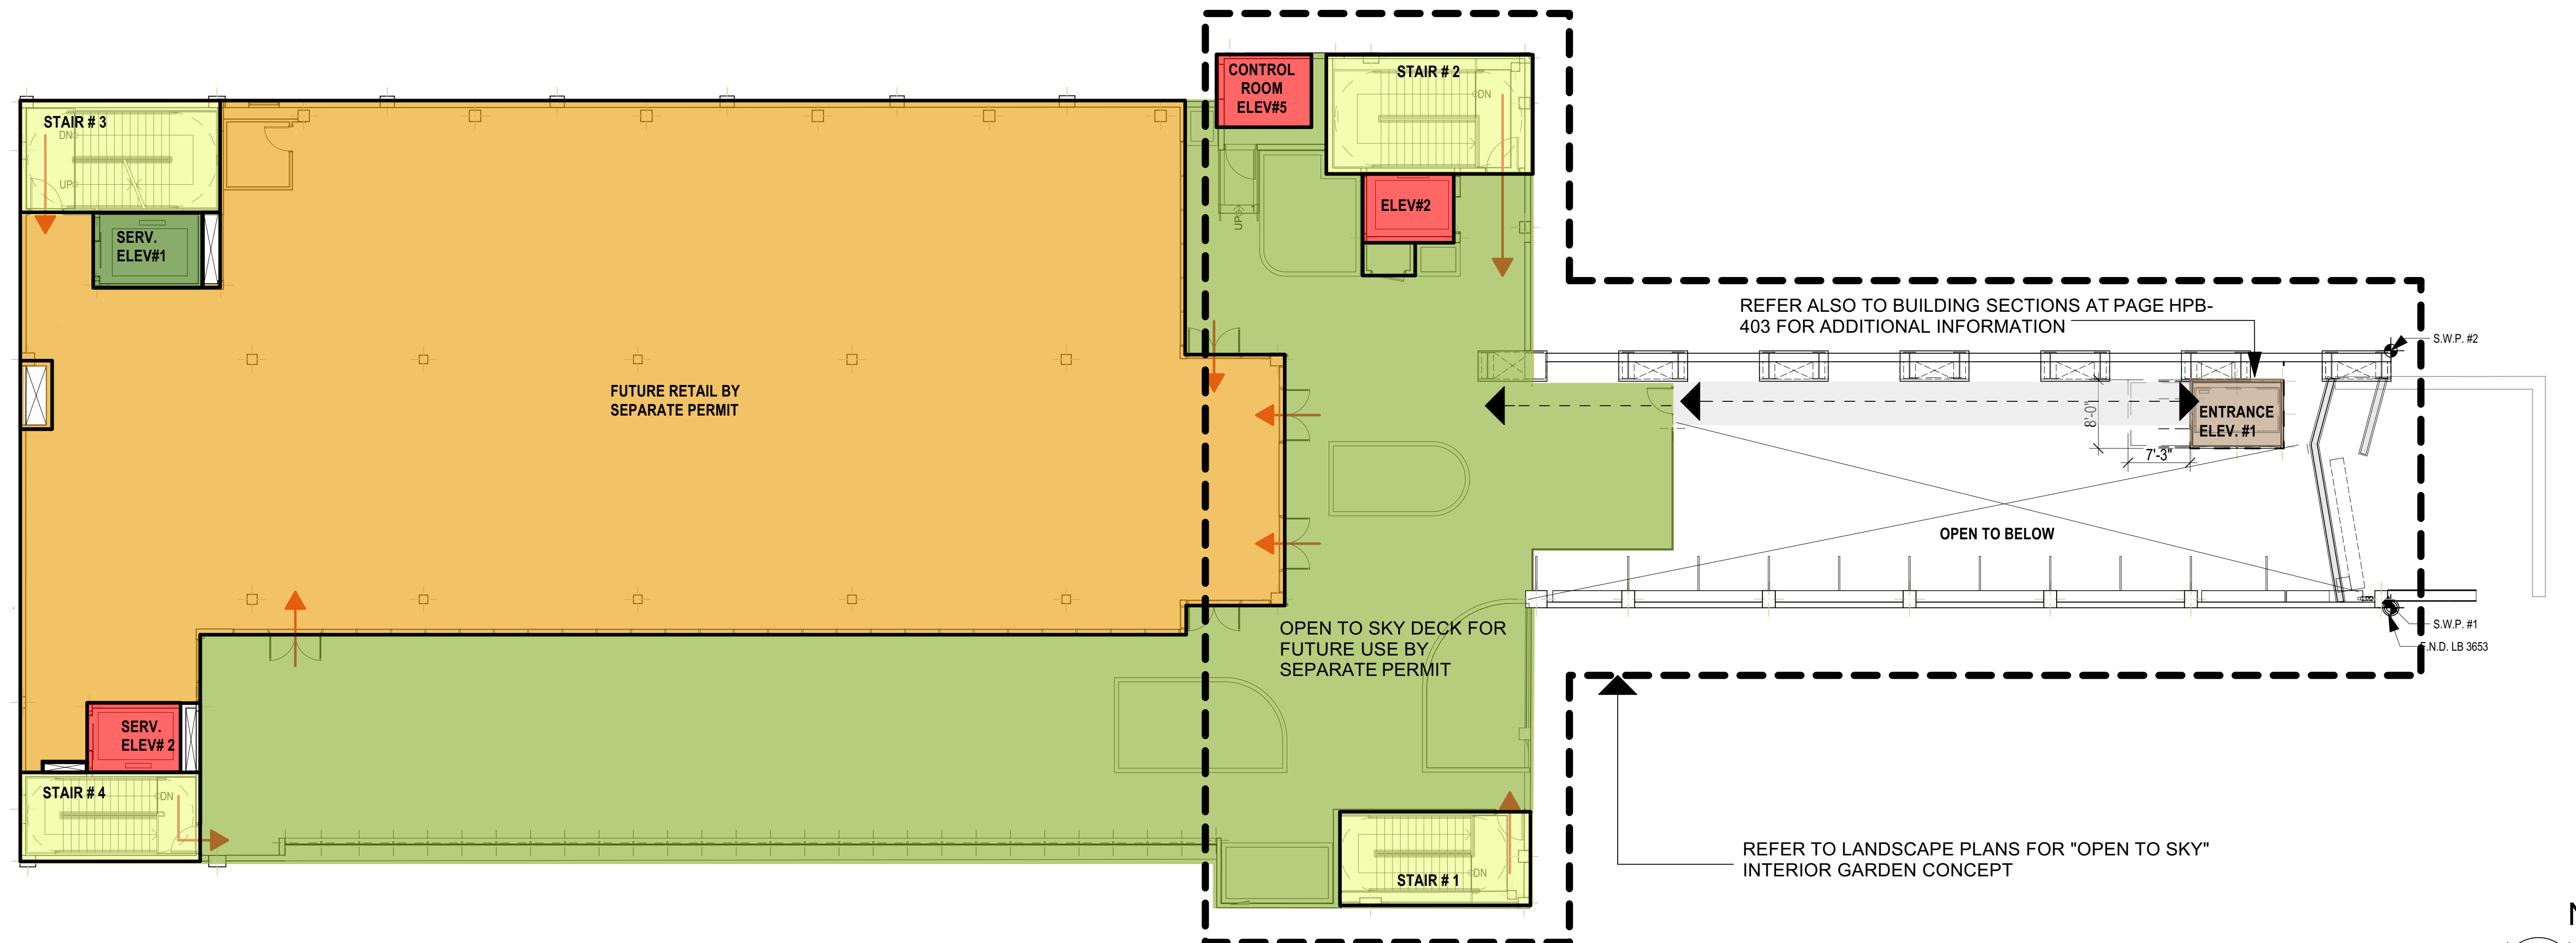 CONTROL
ROOM
ELEV#5
STAIR # 2
DN
STAIR # 3
DN
UP
SERV.
ELEV#1
ELEV#2
UP
REFER ALSO TO BUILDING SECTIONS AT PAGE HPB-
403 FOR ADDITIONAL INFORMATION
S.W.P. #2
FUTURE RETAIL BY
SEPARATE PERMIT
8'-0"
ENTRANCE
ELEV. #1
7'-3"
OPEN TO BELOW
OPEN TO SKY DECK FOR
FUTURE USE BY
SEPARATE PERMIT
S.W.P. #1
F.N.D. LB 3653
SERV.
ELEV# 2
STAIR # 4
DN
REFER TO LANDSCAPE PLANS FOR "OPEN TO SKY"
INTERIOR GARDEN CONCEPT
STAIR # 1
DN
N